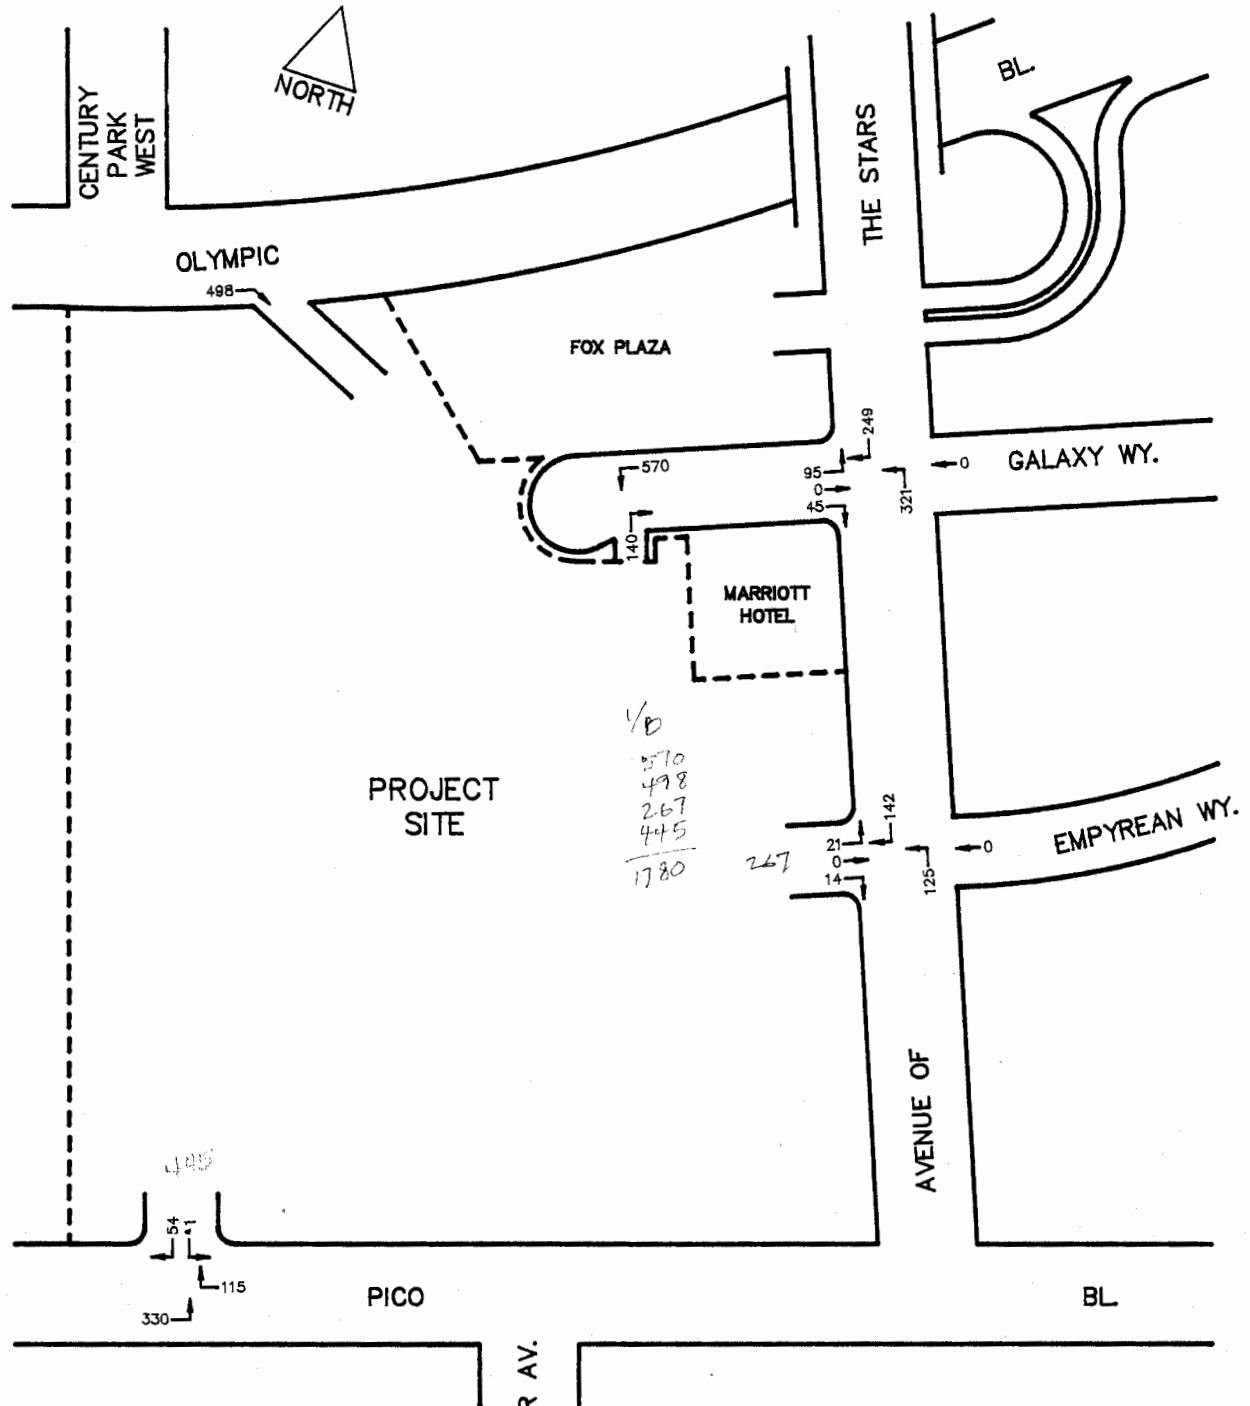 NORTH
CENTURY
PARK
WEST
BL.
THE STARS
OLYMPIC
498
FOX PLAZA
249
570
95
0
45
0
321
GALAXY WY.
140
MARRIOTT
HOTEL
I/B
570
498
267
445
1780
PROJECT
SITE
142
21
0
14
267
0
125
EMPYREAN WY.
AVENUE OF
445
54
41
115
330
PICO
BL.
R AV.